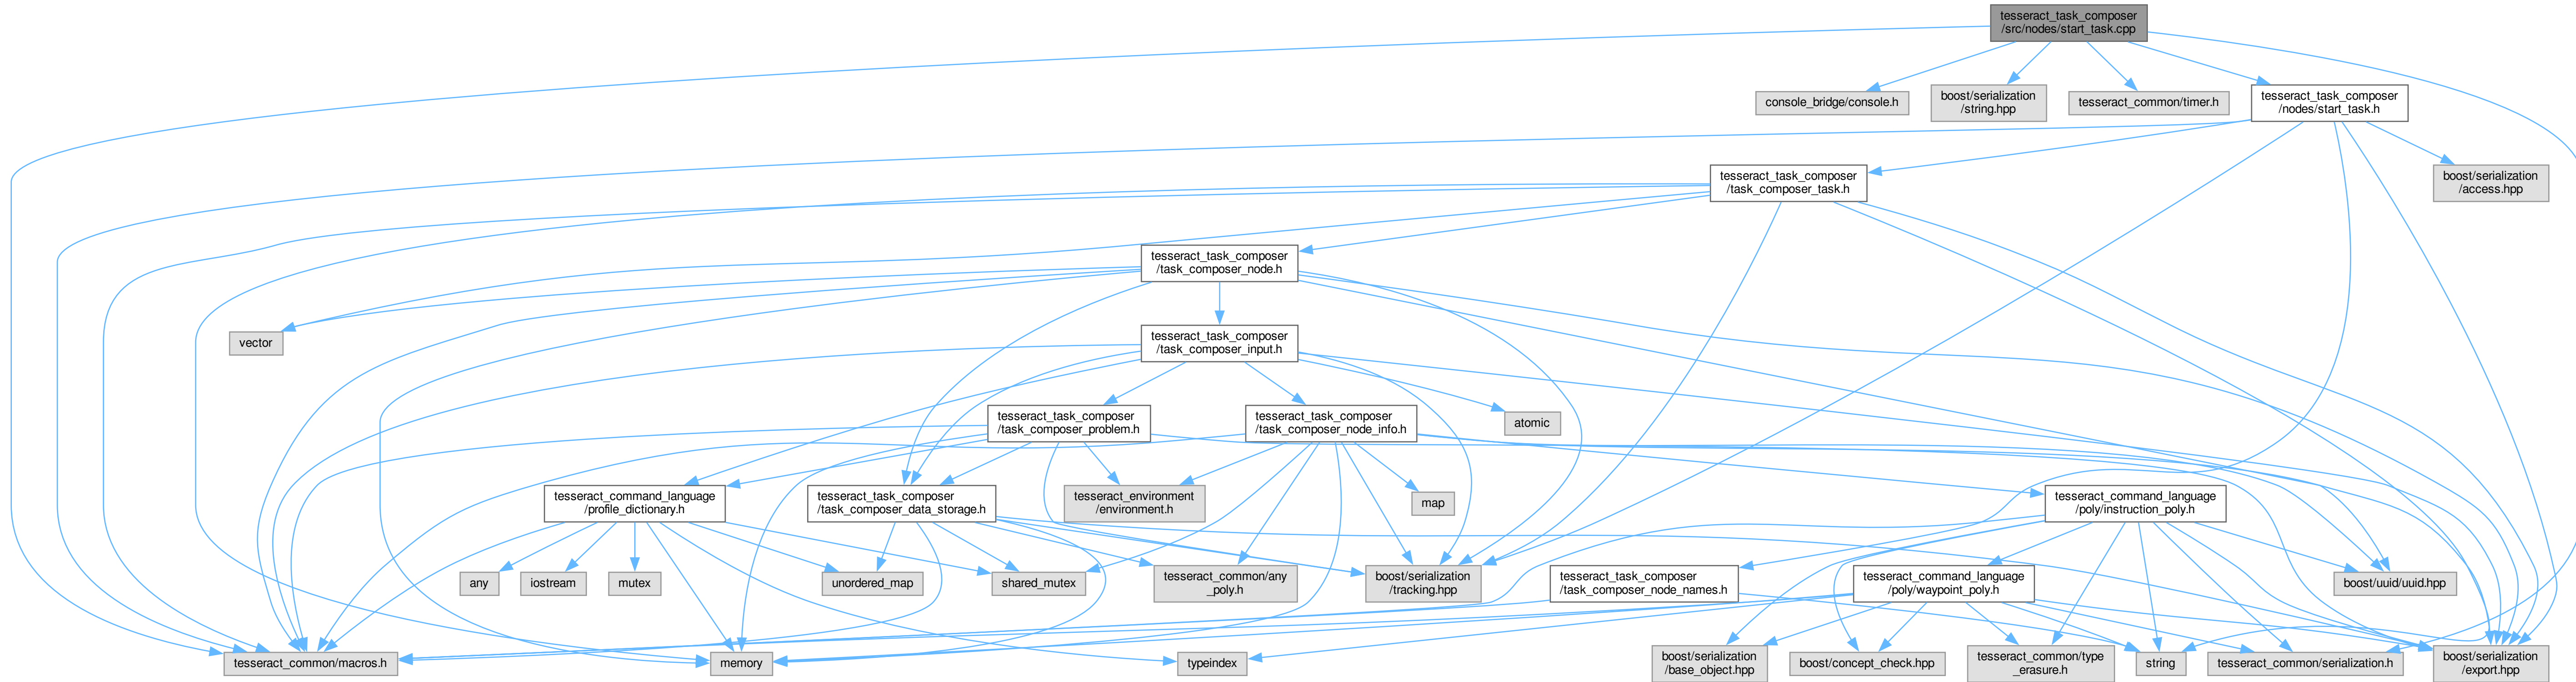 tesseract_task_composer
/src/nodes/start_task.cpp
console_bridge/console.h
boost/serialization
/string.hpp
tesseract_common/timer.h
tesseract_task_composer
/nodes/start_task.h
tesseract_task_composer
/task_composer_task.h
boost/serialization
/access.hpp
tesseract_task_composer
/task_composer_node.h
vector
tesseract_task_composer
/task_composer_input.h
tesseract_task_composer
/task_composer_problem.h
tesseract_task_composer
/task_composer_node_info.h
atomic
tesseract_command_language
/profile_dictionary.h
tesseract_task_composer
/task_composer_data_storage.h
tesseract_environment
/environment.h
map
tesseract_command_language
/poly/instruction_poly.h
any
iostream
mutex
unordered_map
shared_mutex
tesseract_common/any
_poly.h
boost/serialization
/tracking.hpp
tesseract_task_composer
/task_composer_node_names.h
tesseract_command_language
/poly/waypoint_poly.h
boost/uuid/uuid.hpp
tesseract_common/macros.h
memory
typeindex
boost/serialization
/base_object.hpp
boost/concept_check.hpp
tesseract_common/type
_erasure.h
string
tesseract_common/serialization.h
boost/serialization
/export.hpp